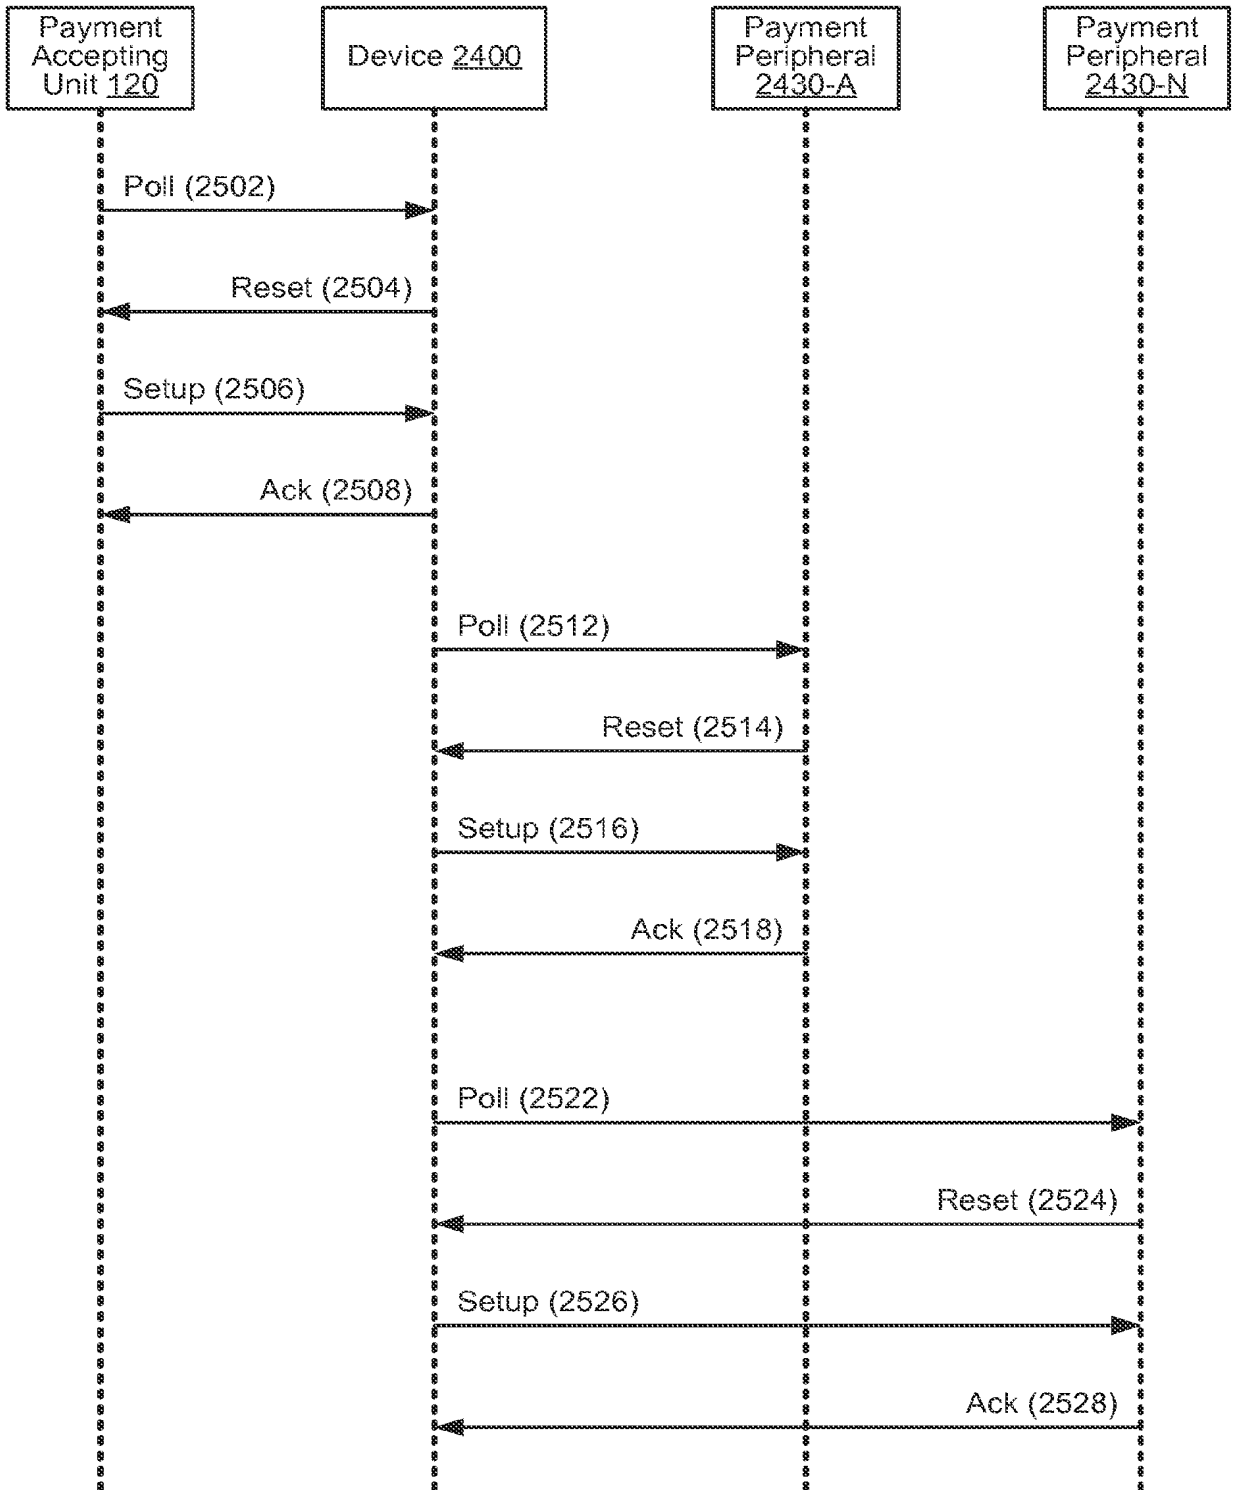 Payment
Accepting
Unit 120
Device 2400
Payment
Peripheral
2430-A
Payment
Peripheral
2430-N
Poll (2502)
Reset (2504)
Setup (2506)
Ack (2508)
Poll (2512)
Reset (2514)
Setup (2516)
Ack (2518)
Poll (2522)
Reset (2524)
Setup (2526)
Ack (2528)